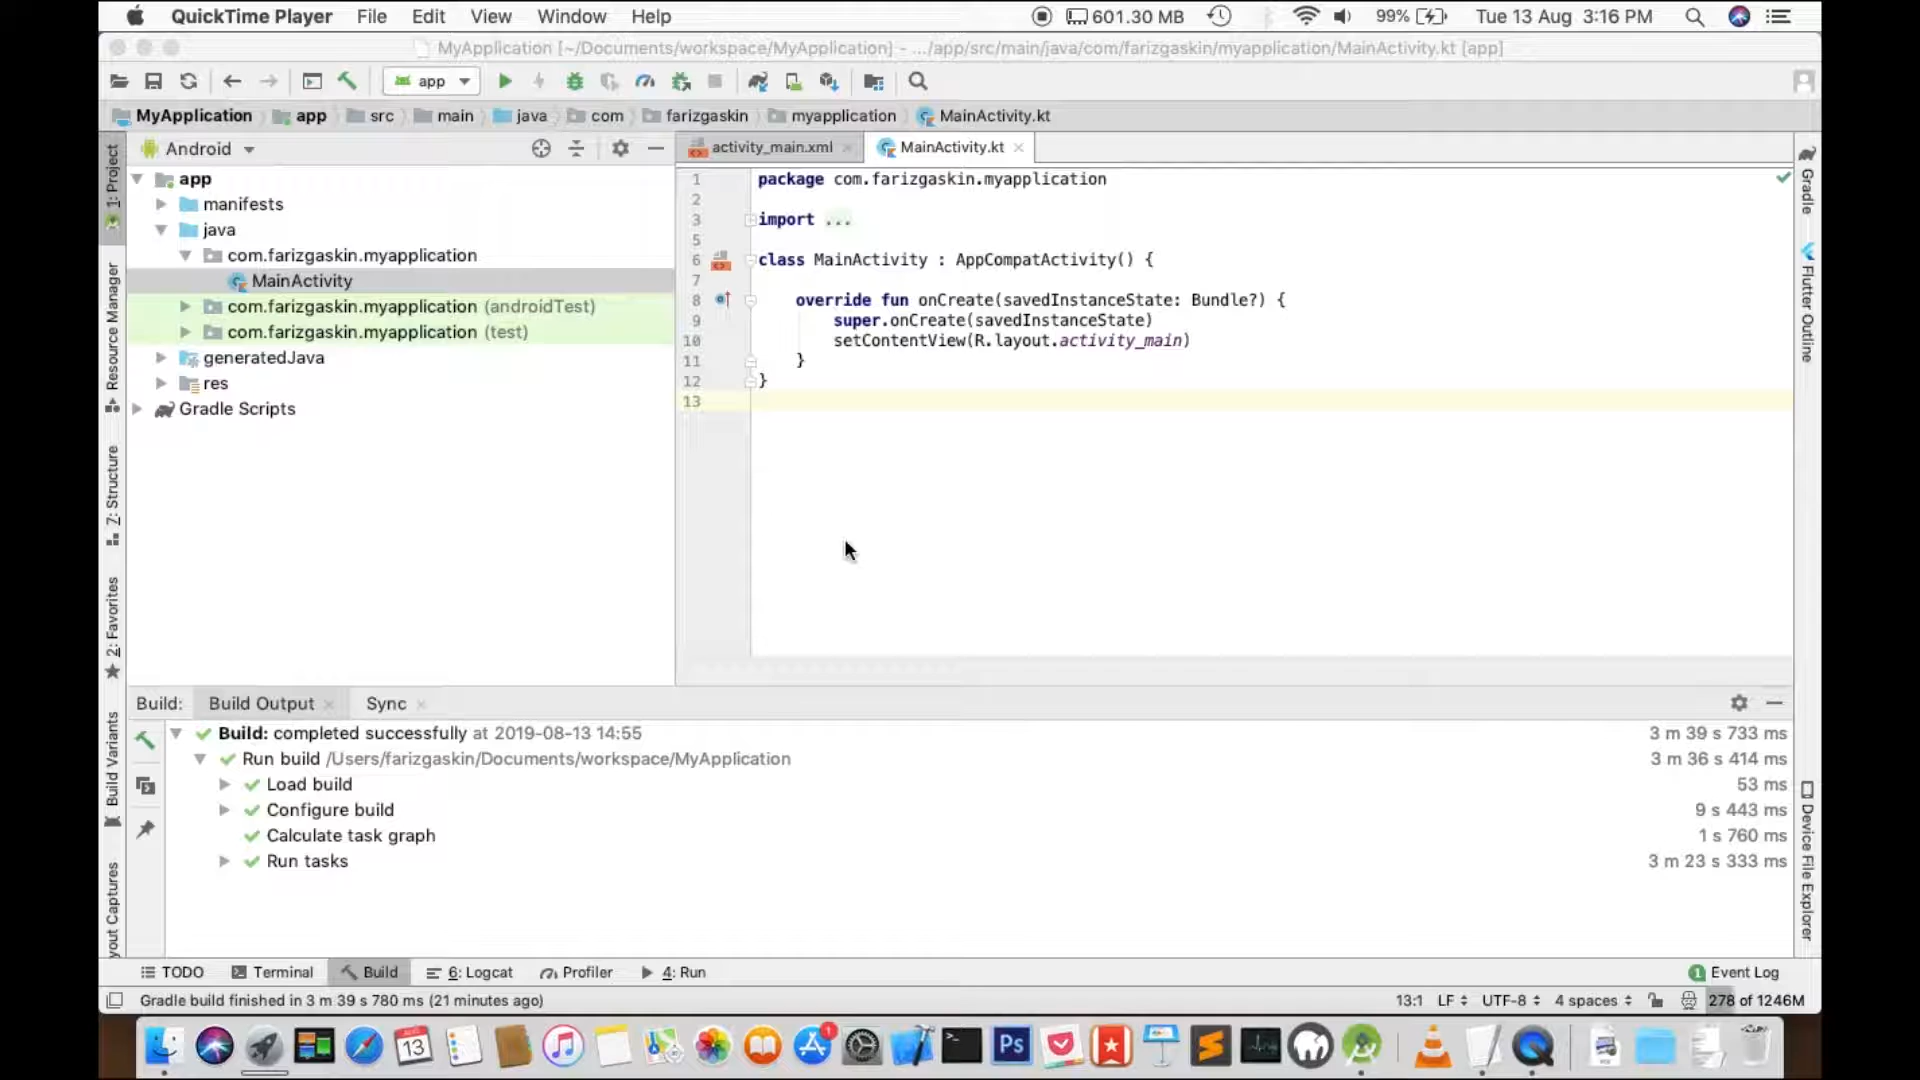 QuickTime Player File Edit View Window Help 601.30 MB 99% Tue 13 Aug 3:16 PM
MyApplication [~/Documents/workspace/MyApplication] - .../app/src/main/java/com/farizgaskin/myapplication/MainActivity.kt [app]
app
MyApplication app src main java com farizgaskin myapplication MainActivity.kt
Android
activity_main.xml
MainActivity.kt
app
manifests
java
com.farizgaskin.myapplication
MainActivity
com.farizgaskin.myapplication (androidTest)
com.farizgaskin.myapplication (test)
generatedJava
res
Gradle Scripts
1: Project
Resource Manager
7: Structure
2: Favorites
Build Variants
yout Captures
1 package com.farizgaskin.myapplication
2
3 import ...
5
6 class MainActivity : AppCompatActivity() {
7
8 override fun onCreate(savedInstanceState: Bundle?) {
9 super.onCreate(savedInstanceState)
10 setContentView(R.layout.activity_main)
11 }
12 }
13
Gradle
Flutter Outline
Device File Explorer
Build: Build Output Sync
Build: completed successfully at 2019-08-13 14:55 3 m 39 s 733 ms
Run build /Users/farizgaskin/Documents/workspace/MyApplication 3 m 36 s 414 ms
Load build 53 ms
Configure build 9 s 443 ms
Calculate task graph 1 s 760 ms
Run tasks 3 m 23 s 333 ms
TODO Terminal Build 6: Logcat Profiler 4: Run 1 Event Log
Gradle build finished in 3 m 39 s 780 ms (21 minutes ago) 13:1 LF UTF-8 4 spaces 278 of 1246M
13
1
Ps